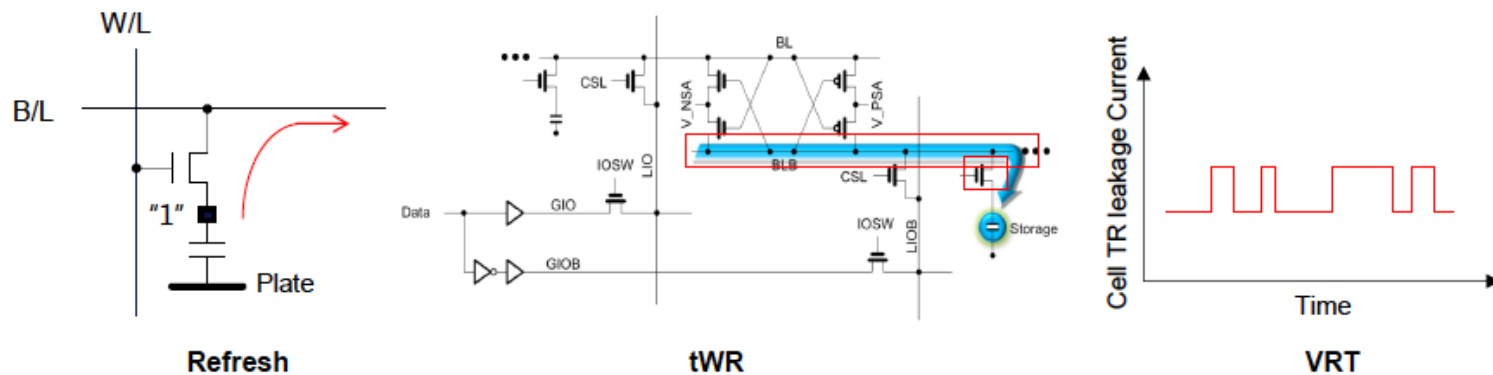 W/L
B/L
"1"
Plate
Refresh
BL
CSL
V_NSA
V_PSA
LIO
BLB
IOSW
CSL
Data
GIO
IOSW
LIOB
Storage
GIOB
tWR
Cell TR leakage Current
Time
VRT